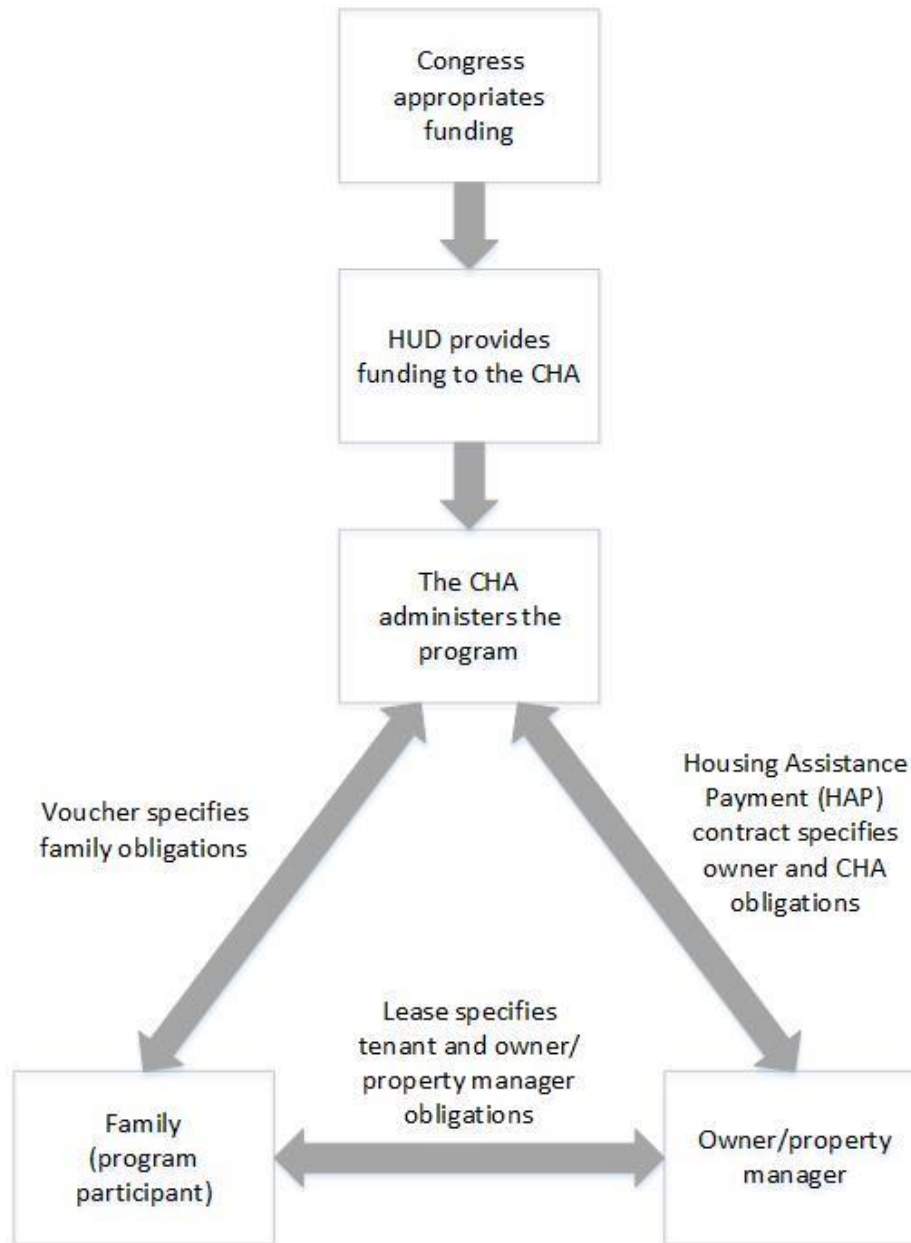 Congress
appropriates
funding
HUD provides
funding to the CHA
The CHA
administers the
program
Voucher specifies
family obligations
Housing Assistance
Payment (HAP)
contract specifies
owner and CHA
obligations
Lease specifies
tenant and owner/
property manager
obligations
Family
(program
participant)
Owner/property
manager